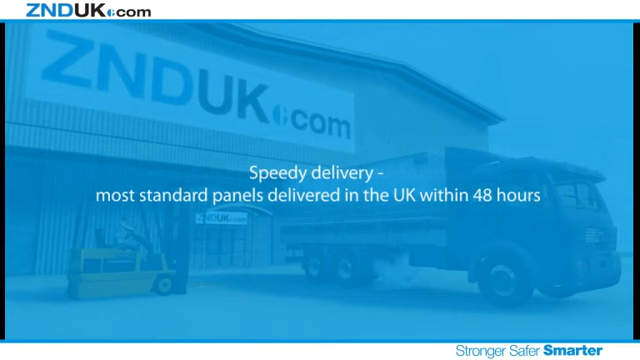 ZNDUK.com
ZNDUK.com
Speedy delivery -
most standard panels delivered in the UK within 48 hours
ZNDUK.com
Stronger Safer Smarter